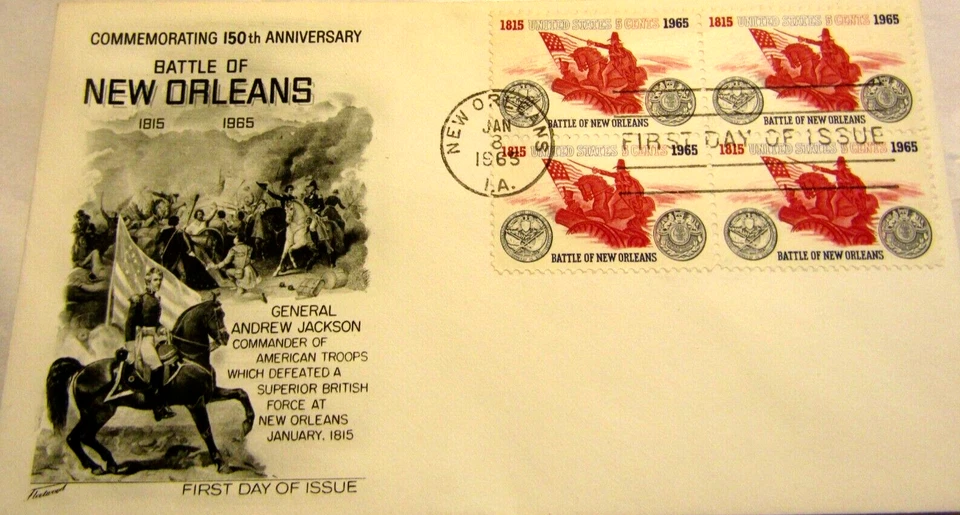 COMMEMORATING 150th ANNIVERSARY
BATTLE OF
NEW ORLEANS
1815 1965
GENERAL
ANDREW JACKSON
COMMANDER OF
AMERICAN TROOPS
WHICH DEFEATED A
SUPERIOR BRITISH
FORCE AT
NEW ORLEANS
JANUARY, 1815
FIRST DAY OF ISSUE
Fleetwood
1815 UNITED STATES 5 CENTS 1965
BATTLE OF NEW ORLEANS
1815 UNITED STATES 5 CENTS 1965
BATTLE OF NEW ORLEANS
NEW ORLEANS
JAN
8
1965
LA.
FIRST DAY OF ISSUE
1815 UNITED STATES 5 CENTS 1965
BATTLE OF NEW ORLEANS
1815 UNITED STATES 5 CENTS 1965
BATTLE OF NEW ORLEANS